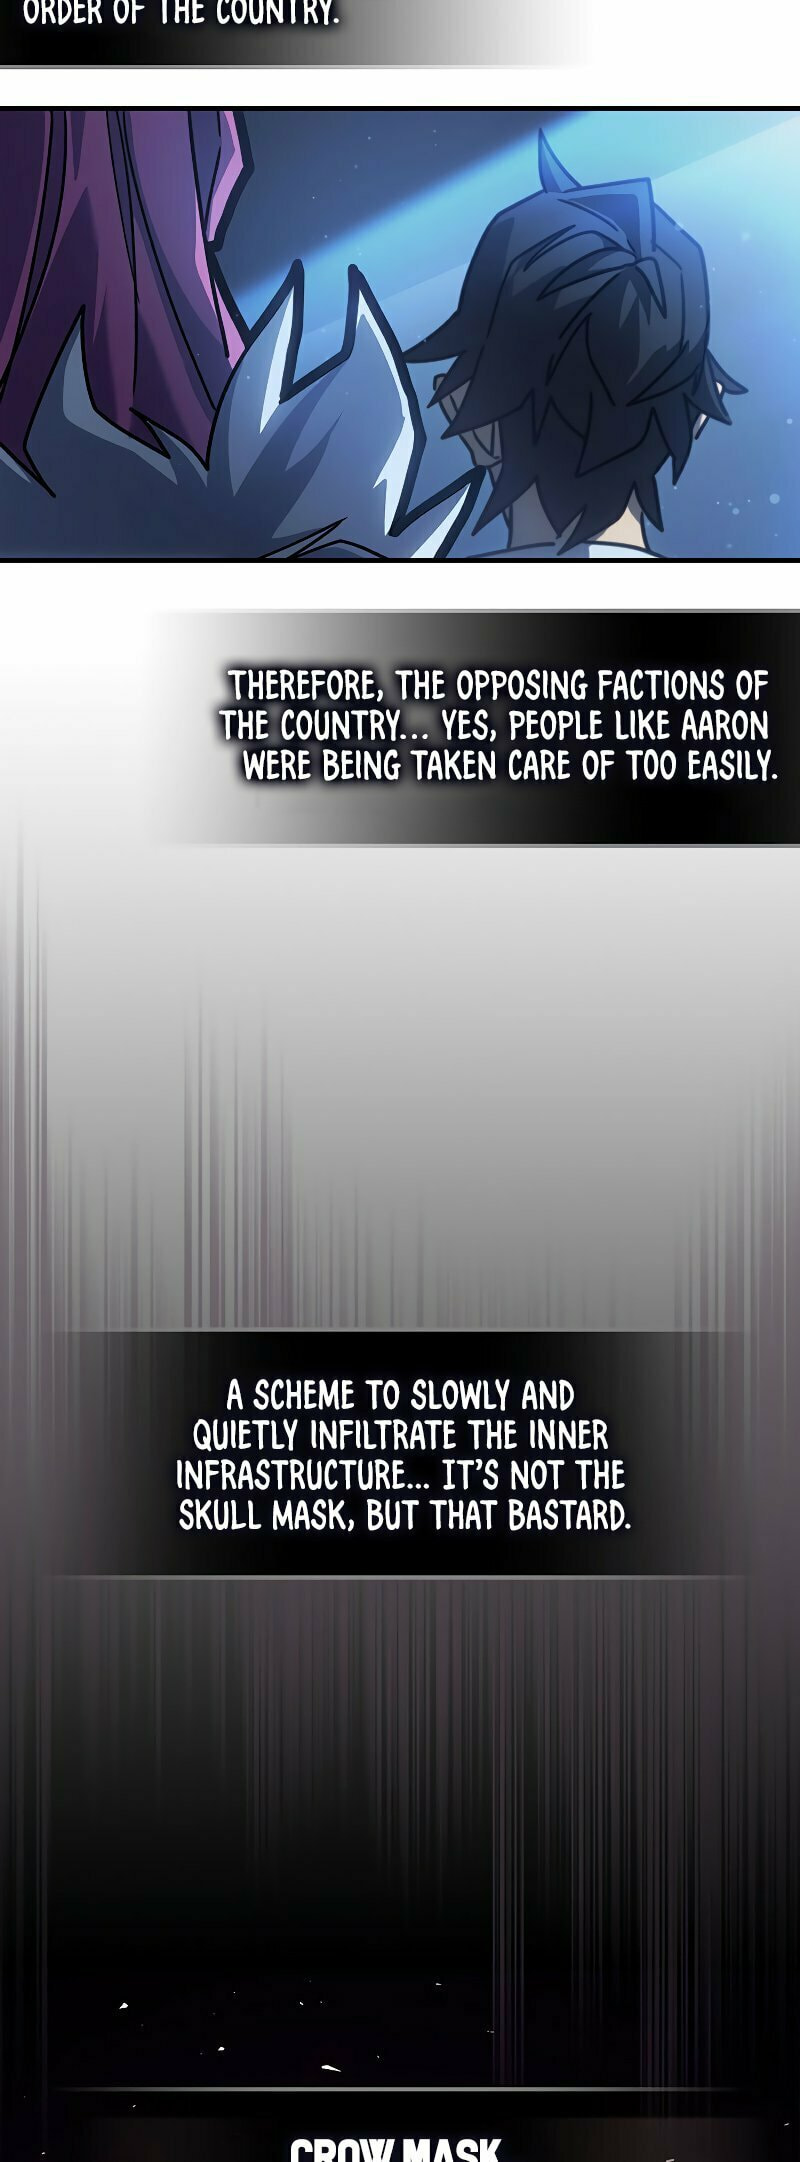 ORDER OF THE COUNTRY.
THEREFORE, THE OPPOSING FACTIONS OF
THE COUNTRY... YES, PEOPLE LIKE AARON
WERE BEING TAKEN CARE OF TOO EASILY.
A SCHEME TO SLOWLY AND
QUIETLY INFILTRATE THE INNER
INFRASTRUCTURE... IT'S NOT THE
SKULL MASK, BUT THAT BASTARD.
CROW MASK